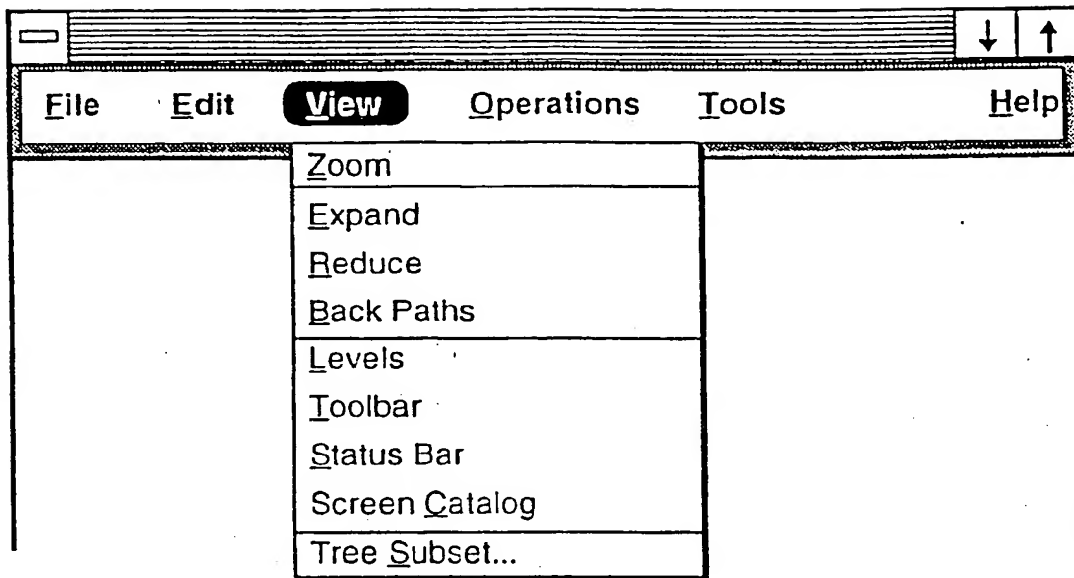 File Edit View Operations Tools Help
Zoom
Expand
Reduce
Back Paths
Levels
Toolbar
Status Bar
Screen Catalog
Tree Subset...